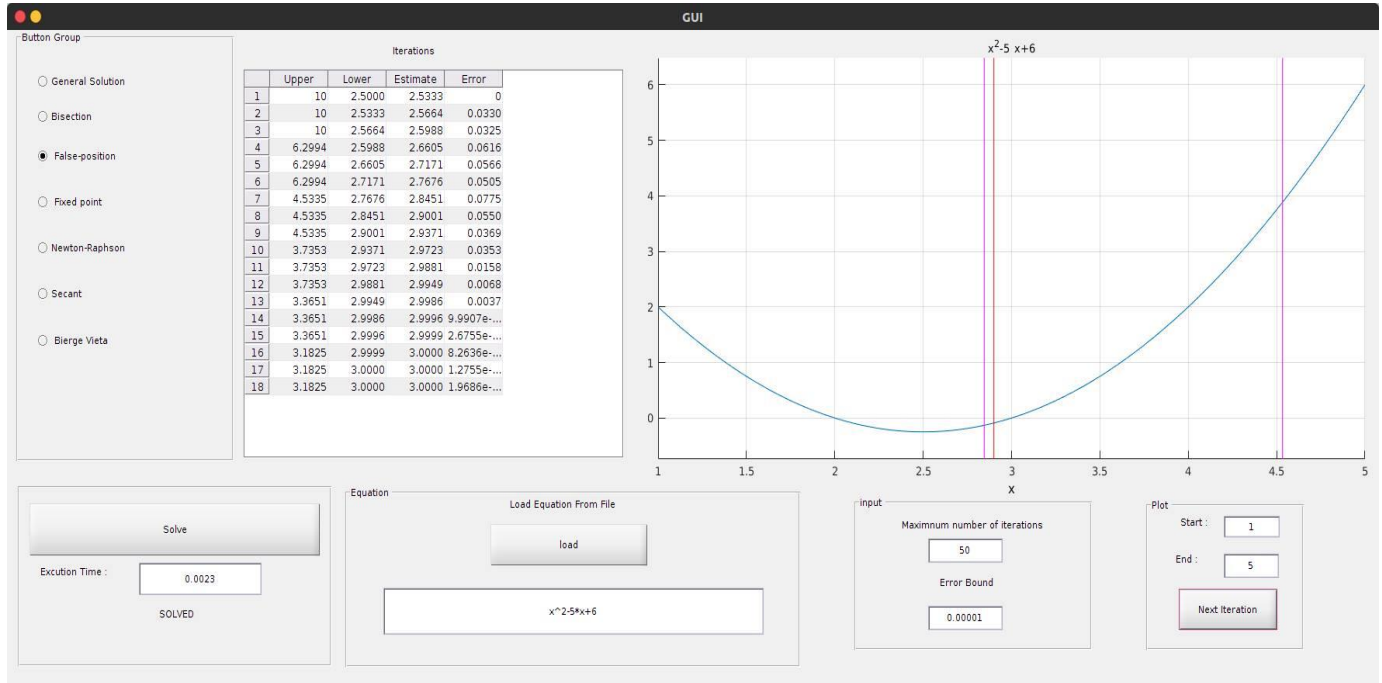 GUI
Button Group
General Solution
Bisection
False-position
Fixed point
Newton-Raphson
Secant
Bierge Vieta
Iterations
Upper Lower Estimate Error
1 10 2.5000 2.5333 0
2 10 2.5333 2.5664 0.0330
3 10 2.5664 2.5988 0.0325
4 6.2994 2.5988 2.6605 0.0616
5 6.2994 2.6605 2.7171 0.0566
6 6.2994 2.7171 2.7676 0.0505
7 4.5335 2.7676 2.8451 0.0775
8 4.5335 2.8451 2.9001 0.0550
9 4.5335 2.9001 2.9371 0.0369
10 3.7353 2.9371 2.9723 0.0353
11 3.7353 2.9723 2.9881 0.0158
12 3.7353 2.9881 2.9949 0.0068
13 3.3651 2.9949 2.9986 0.0037
14 3.3651 2.9986 2.9996 9.9907e-...
15 3.3651 2.9996 2.9999 2.6755e-...
16 3.1825 2.9999 3.0000 8.2636e-...
17 3.1825 3.0000 3.0000 1.2755e-...
18 3.1825 3.0000 3.0000 1.9686e-...
x²-5 x+6
6
5
4
3
2
1
0
1 1.5 2 2.5 3 3.5 4 4.5 5
x
Solve
Excution Time :
0.0023
SOLVED
Equation
Load Equation From File
load
x^2-5*x+6
input
Maximnum number of iterations
50
Error Bound
0.00001
Plot
Start : 1
End : 5
Next Iteration